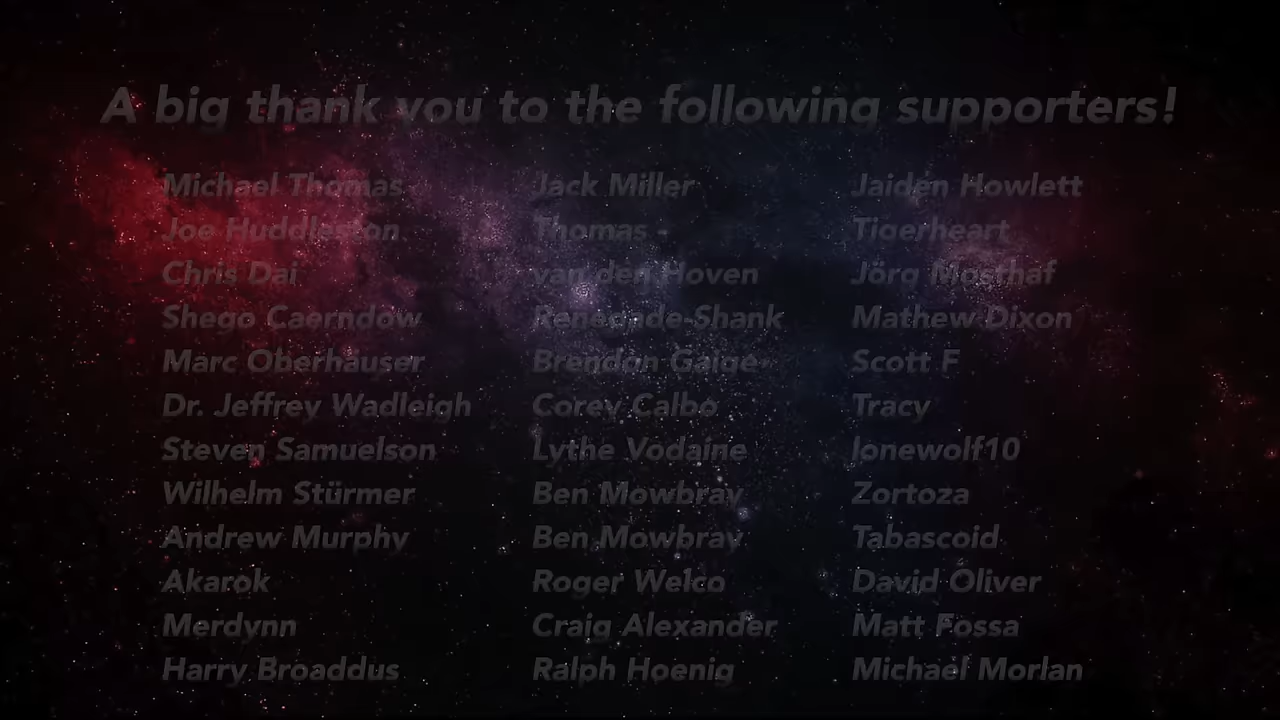 A big thank you to the following supporters!
Michael Thomas
Joe Huddleston
Chris Dai
Shego Caerndow
Marc Oberhauser
Dr. Jeffrey Wadleigh
Steven Samuelson
Wilhelm Stürmer
Andrew Murphy
Akarok
Merdynn
Harry Broaddus
Jack Miller
Thomas
van den Hoven
Renegade Shank
Brendon Gaige
Corey Calbo
Lythe Vodaine
Ben Mowbray
Ben Mowbray
Roger Welco
Craig Alexander
Ralph Hoenig
Jaiden Howlett
Tigerheart
Jörg Mosthaf
Mathew Dixon
Scott F
Tracy
lonewolf10
Zortoza
Tabascoid
David Oliver
Matt Fossa
Michael Morlan